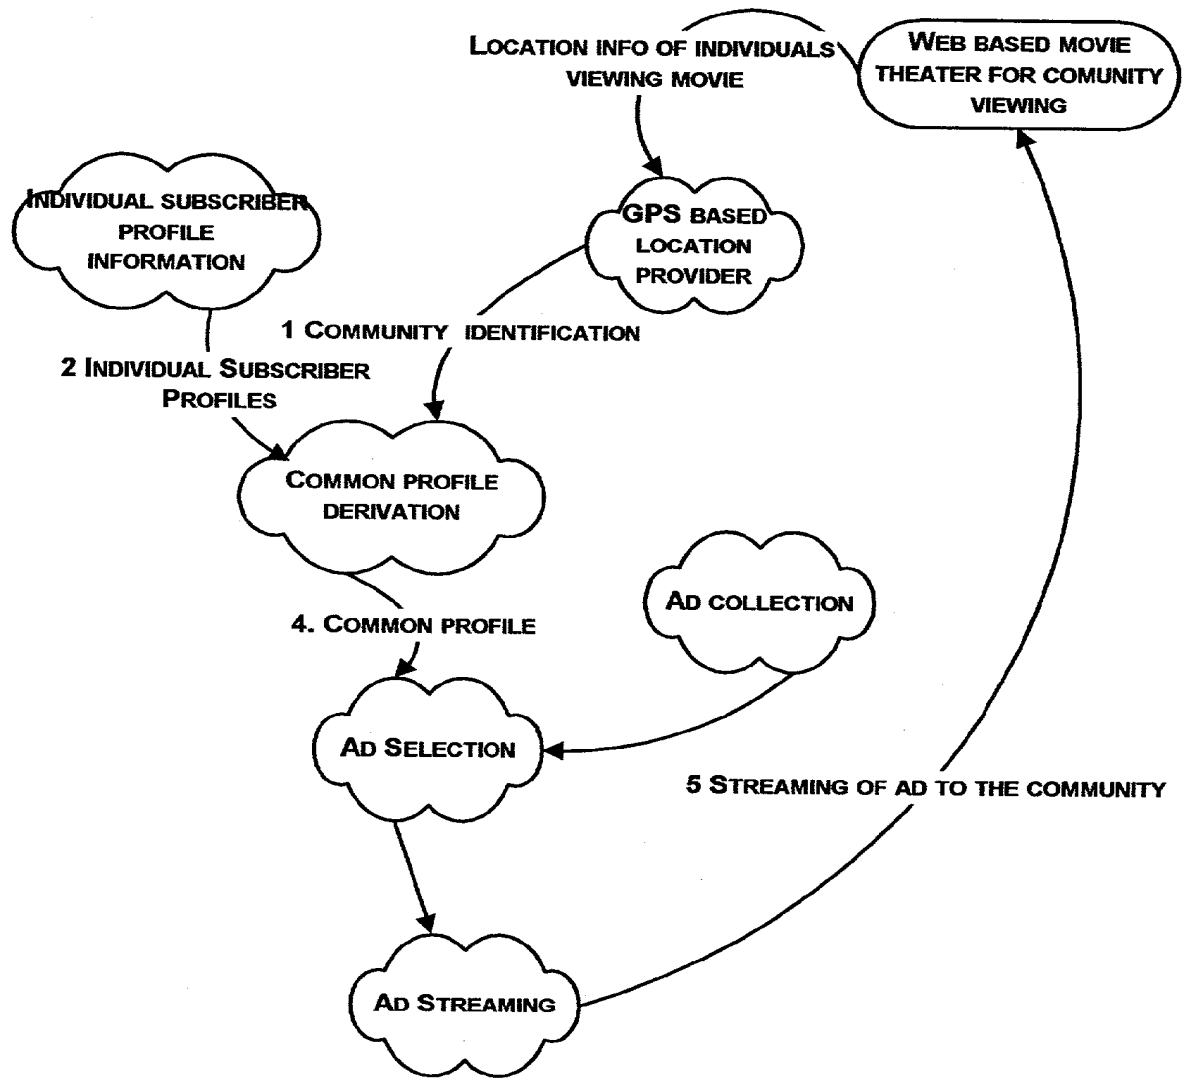 LOCATION INFO OF INDIVIDUALS
VIEWING MOVIE
WEB BASED MOVIE
THEATER FOR COMUNITY
VIEWING
INDIVIDUAL SUBSCRIBER
PROFILE
INFORMATION
GPS BASED
LOCATION
PROVIDER
1 COMMUNITY IDENTIFICATION
2 INDIVIDUAL SUBSCRIBER
PROFILES
COMMON PROFILE
DERIVATION
AD COLLECTION
4. COMMON PROFILE
AD SELECTION
5 STREAMING OF AD TO THE COMMUNITY
AD STREAMING